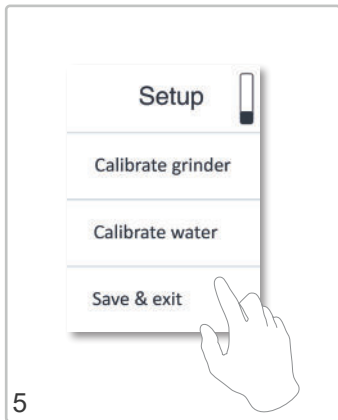 Setup
Calibrate grinder
Calibrate water
Save & exit
5